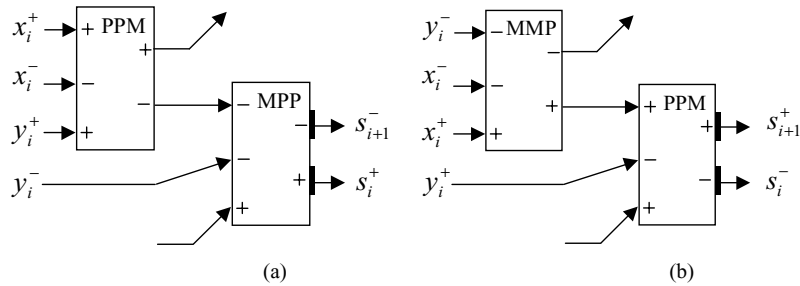 x_i^+ + PPM +
x_i^- − −
y_i^+ +
y_i^-
− MPP
− − s_{i+1}^-
+ s_i^+
+
(a)
y_i^- − MMP −
x_i^- − +
x_i^+ +
y_i^+
+ PPM
− + s_{i+1}^+
− s_i^-
+
(b)